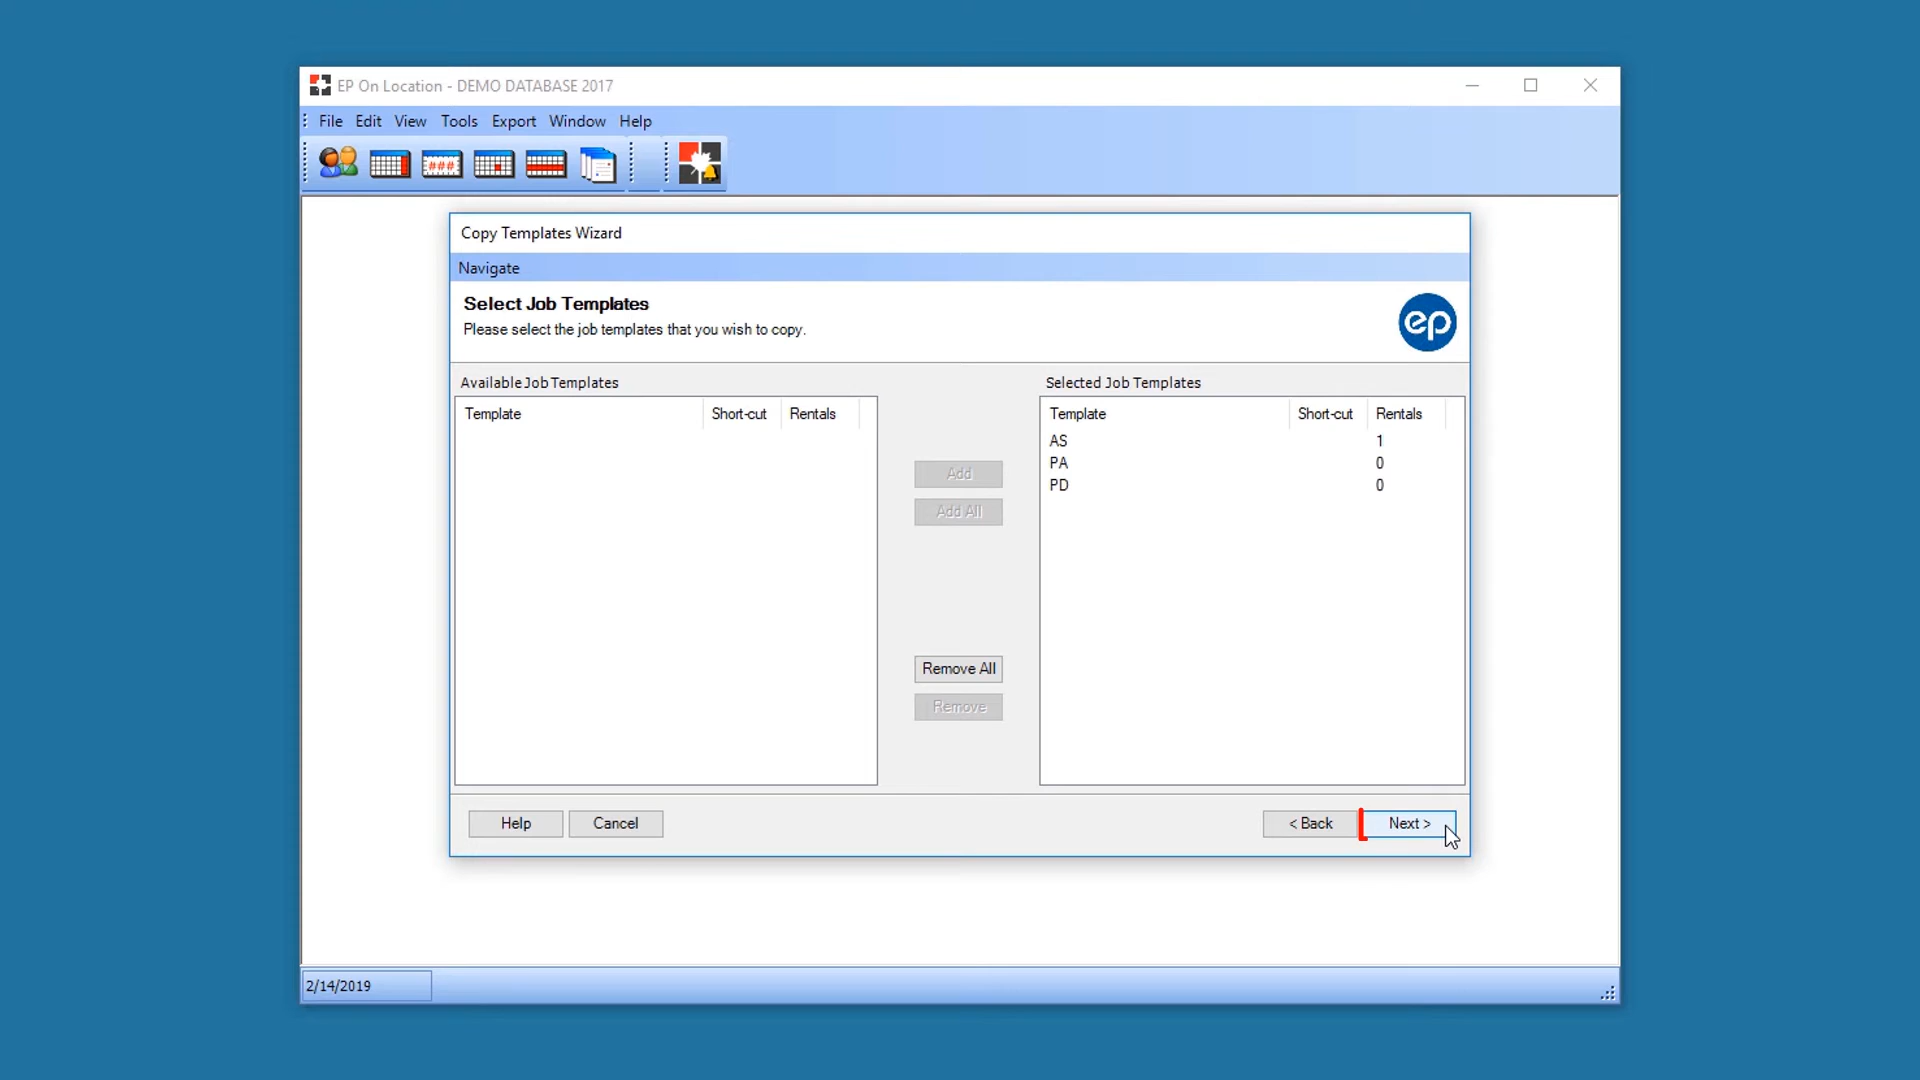 EP On Location - DEMO DATABASE 2017
File Edit View Tools Export Window Help
###
Copy Templates Wizard
Navigate
Select Job Templates
Please select the job templates that you wish to copy.
ep
Available Job Templates
Template Short-cut Rentals
Add
Add All
Remove All
Remove
Selected Job Templates
Template Short-cut Rentals
AS 1
PA 0
PD 0
Help Cancel < Back Next >
2/14/2019